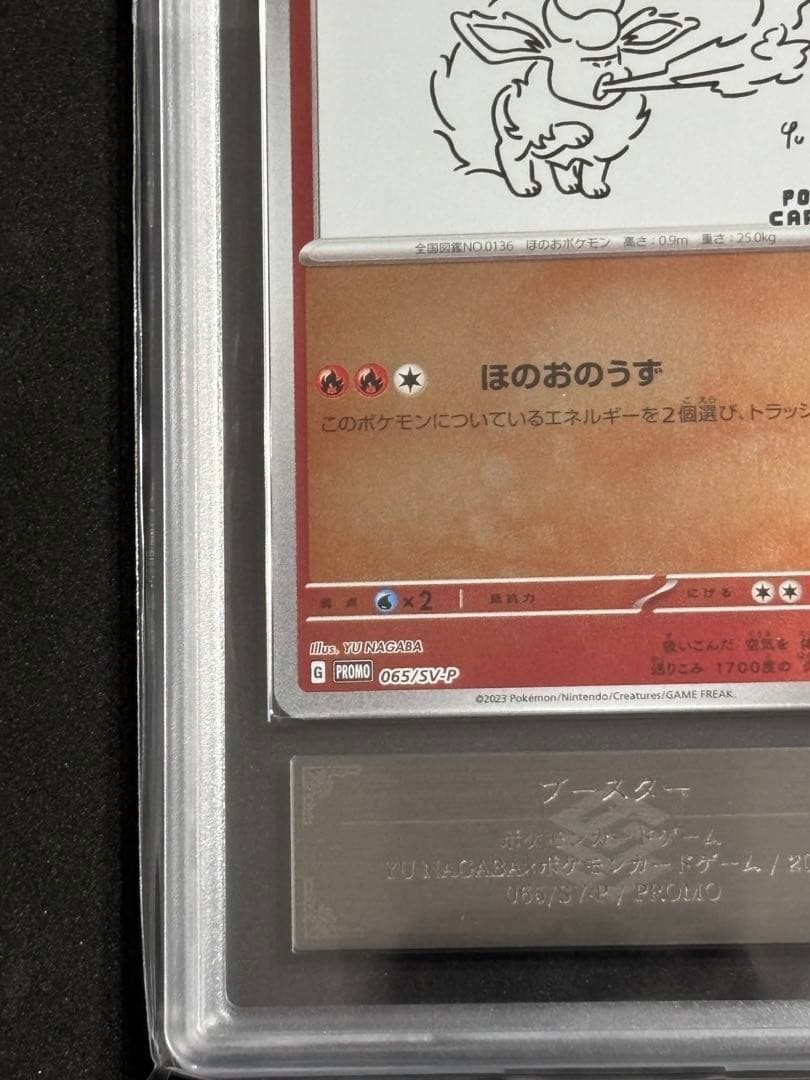 Yu
PO
CAR
全国図鑑NO.0136 ほのおポケモン 高さ：0.9m 重さ：25.0kg
ほのおのうず
このポケモンについているエネルギーを2個選び、トラッシ
弱点 ×2 抵抗力 にげる
Illus. YU NAGABA
吸いこんだ 空気を
G PROMO 065/SV-P
送りこみ 1700度の
©2023 Pokémon/Nintendo/Creatures/GAME FREAK.
ブースター
ポケモンカードゲーム
YU NAGABA×ポケモンカードゲーム / 20
065/SV-P / PROMO